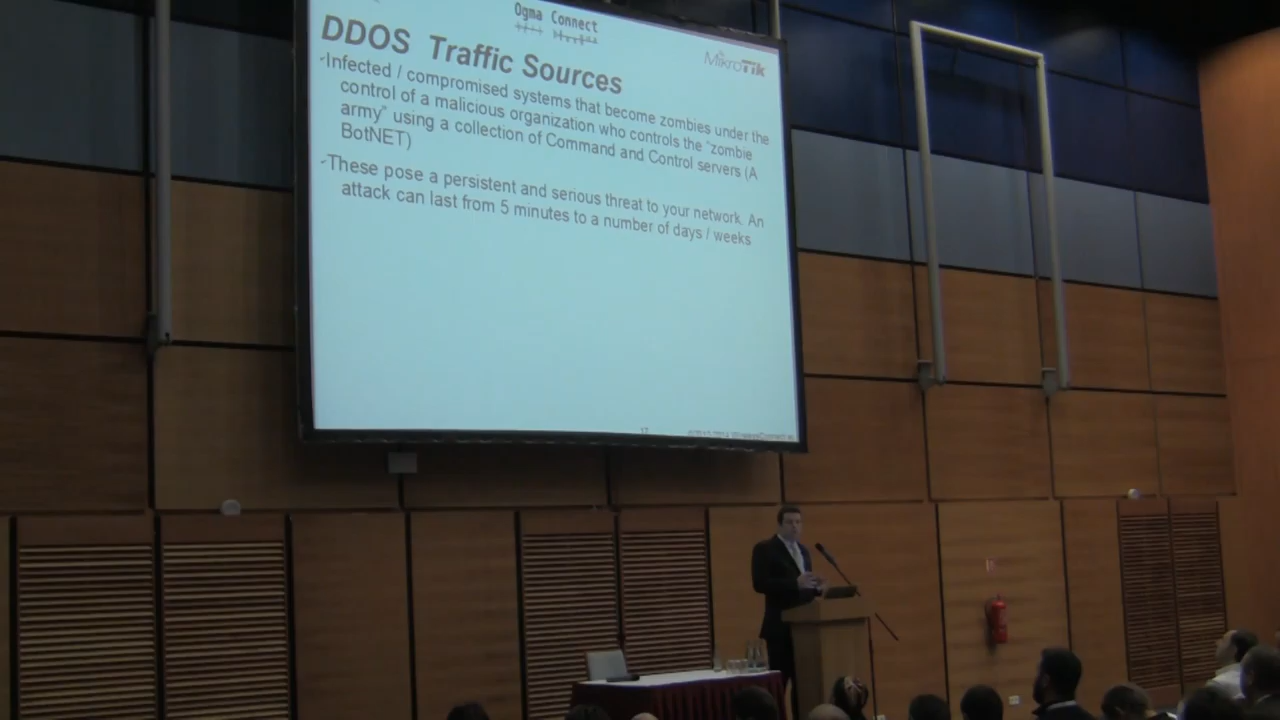 Ogma Connect
MikroTik
DDOS Traffic Sources
-Infected / compromised systems that become zombies under the
control of a malicious organization who controls the "zombie
army" using a collection of Command and Control servers (A
BotNET)
-These pose a persistent and serious threat to your network. An
attack can last from 5 minutes to a number of days / weeks